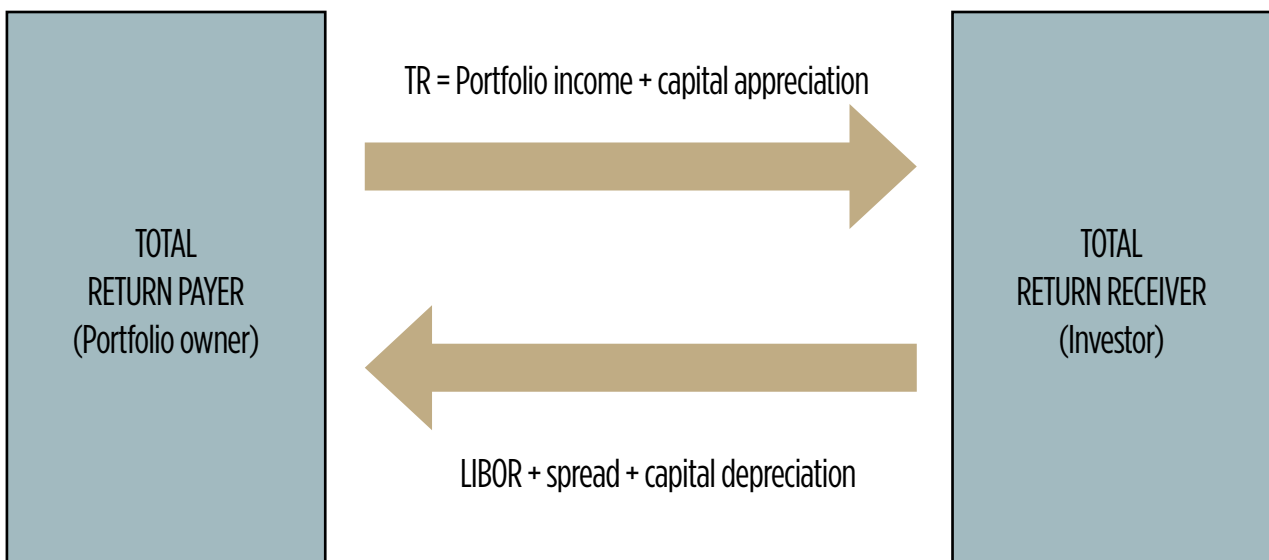 TR = Portfolio income + capital appreciation
TOTAL
RETURN PAYER
(Portfolio owner)
TOTAL
RETURN RECEIVER
(Investor)
LIBOR + spread + capital depreciation